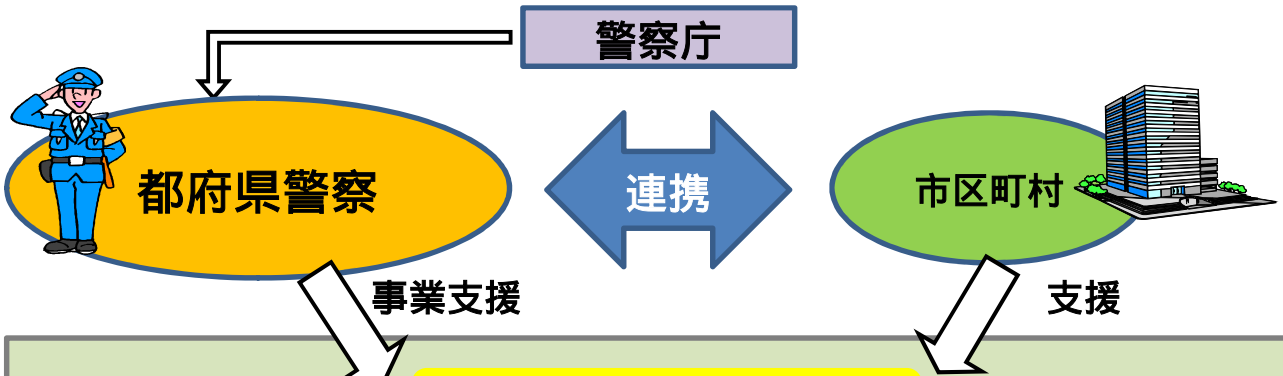 警察庁
都府県警察
連携
市区町村
事業支援
支援